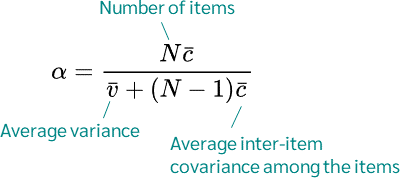 Number of items
α = Nc̄ / v̄ + (N − 1)c̄
Average variance
Average inter-item
covariance among the items